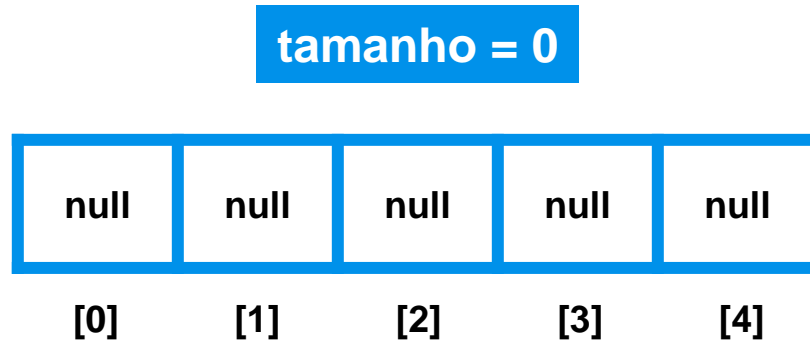 tamanho = 0
null null null null null
[0] [1] [2] [3] [4]